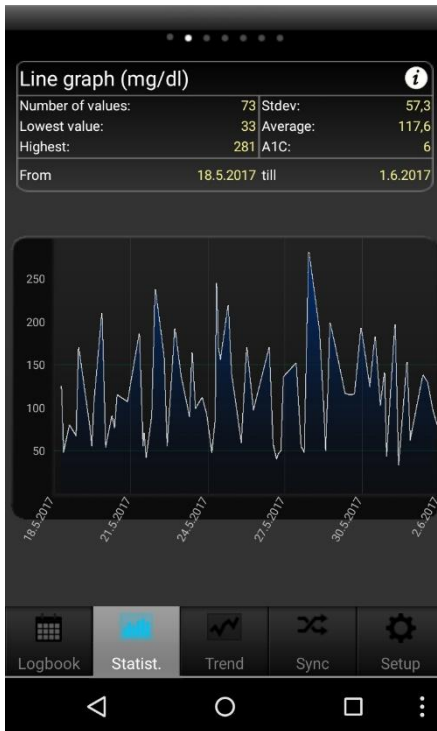 Line graph (mg/dl) i
Number of values: 73 Stdev: 57,3
Lowest value: 33 Average: 117,6
Highest: 281 A1C: 6
From 18.5.2017 till 1.6.2017
250
200
150
100
50
18.5.2017 21.5.2017 24.5.2017 27.5.2017 30.5.2017 2.6.2017
Logbook Statist. Trend Sync Setup